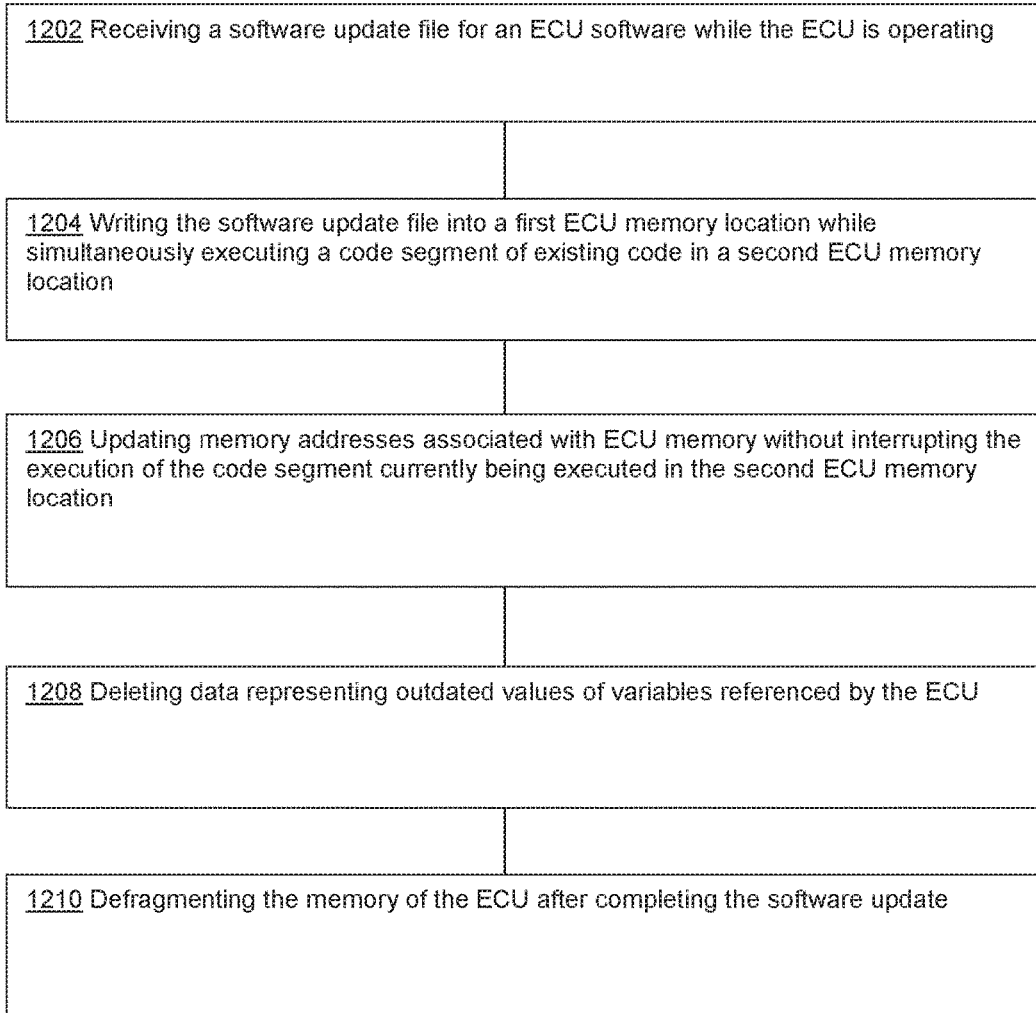 1202 Receiving a software update file for an ECU software while the ECU is operating
1204 Writing the software update file into a first ECU memory location while
simultaneously executing a code segment of existing code in a second ECU memory
location
1206 Updating memory addresses associated with ECU memory without interrupting the
execution of the code segment currently being executed in the second ECU memory
location
1208 Deleting data representing outdated values of variables referenced by the ECU
1210 Defragmenting the memory of the ECU after completing the software update